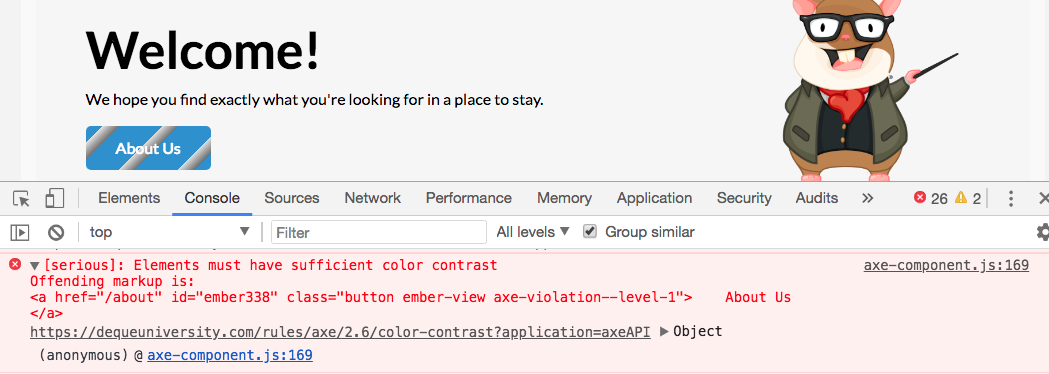 Welcome!
We hope you find exactly what you're looking for in a place to stay.
About Us
Elements Console Sources Network Performance Memory Application Security Audits » 26 2
top Filter All levels Group similar
[serious]: Elements must have sufficient color contrast axe-component.js:169
Offending markup is:
<a href="/about" id="ember338" class="button ember-view axe-violation--level-1"> About Us
</a>
https://dequeuniversity.com/rules/axe/2.6/color-contrast?application=axeAPI Object
(anonymous) @ axe-component.js:169